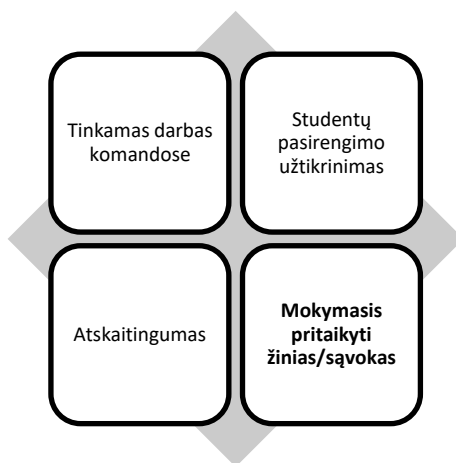 Tinkamas darbas
komandose
Studentų
pasirengimo
užtikrinimas
Atskaitingumas
Mokymasis
pritaikyti
žinias/sąvokas